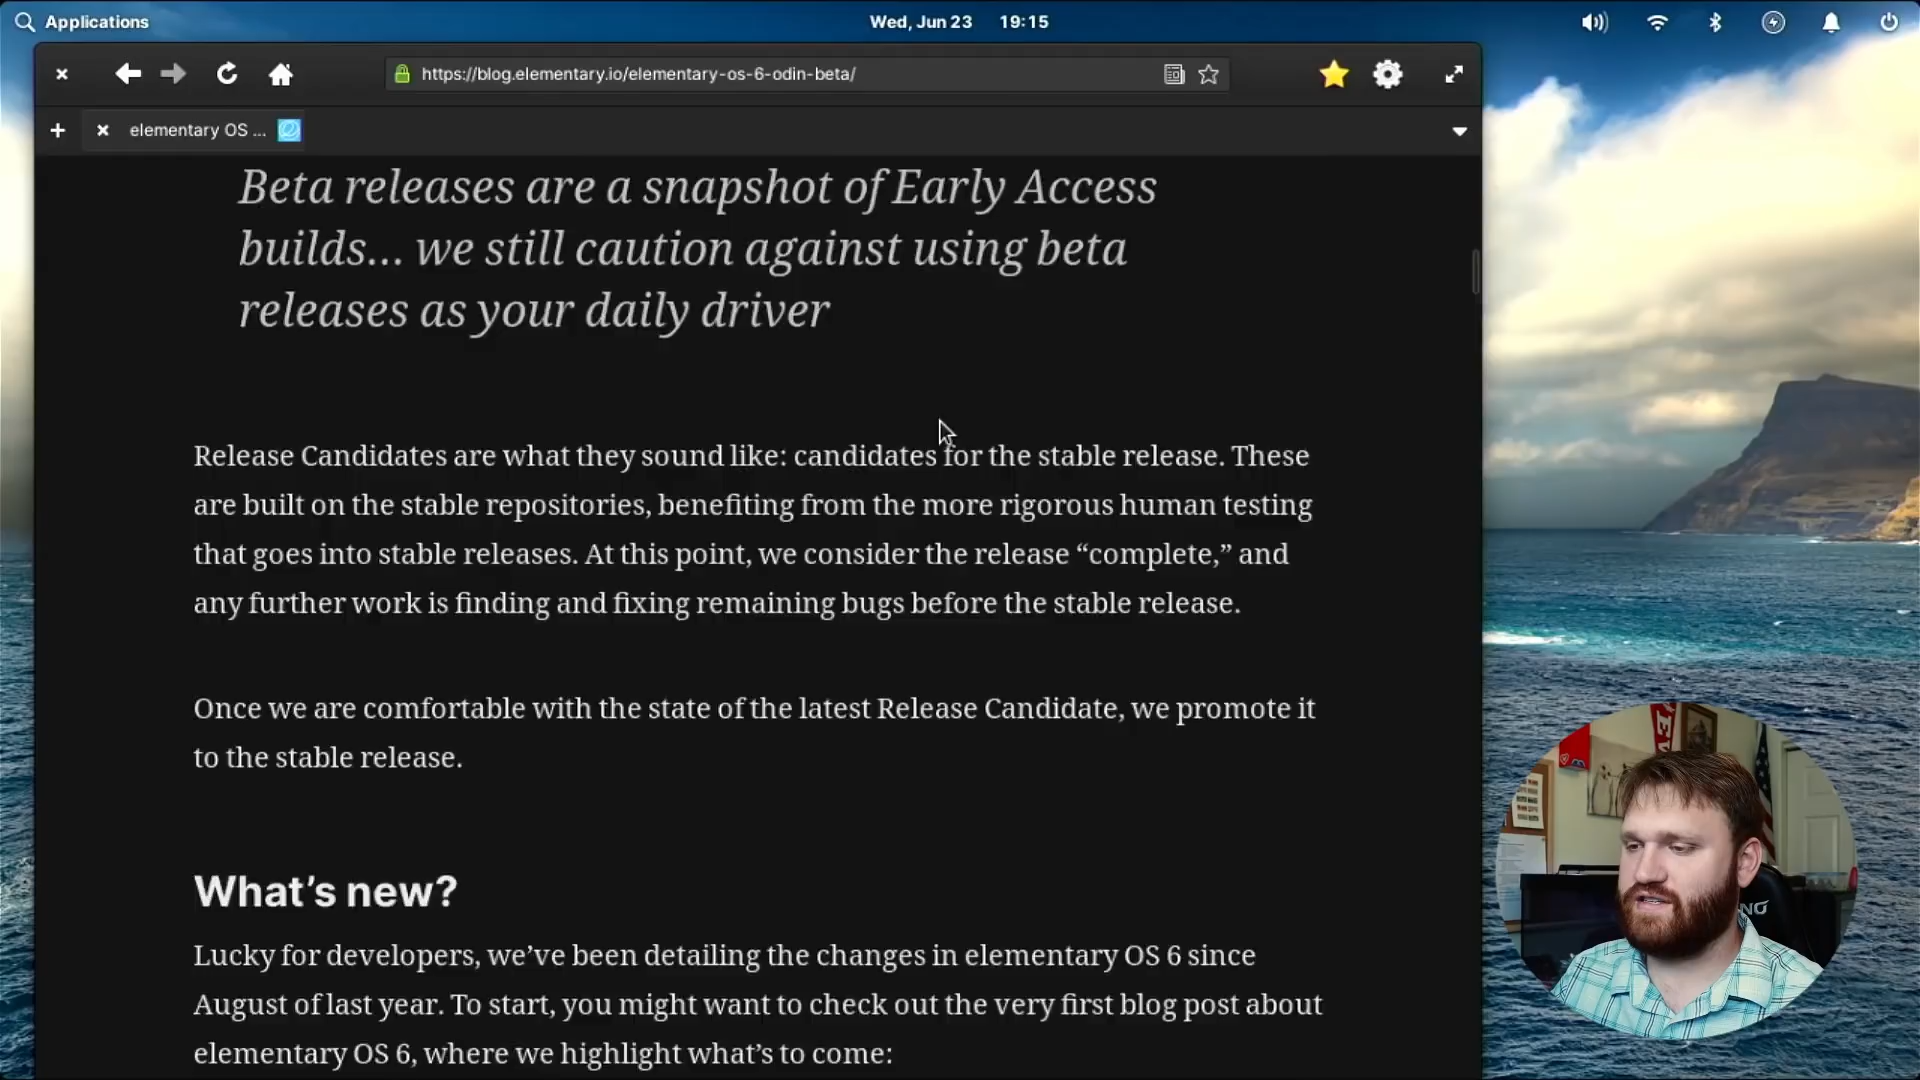 Applications
Wed, Jun 23 19:15
https://blog.elementary.io/elementary-os-6-odin-beta/
elementary OS ...
Beta releases are a snapshot of Early Access
builds... we still caution against using beta
releases as your daily driver
Release Candidates are what they sound like: candidates for the stable release. These
are built on the stable repositories, benefiting from the more rigorous human testing
that goes into stable releases. At this point, we consider the release “complete,” and
any further work is finding and fixing remaining bugs before the stable release.
Once we are comfortable with the state of the latest Release Candidate, we promote it
to the stable release.
What’s new?
Lucky for developers, we’ve been detailing the changes in elementary OS 6 since
August of last year. To start, you might want to check out the very first blog post about
elementary OS 6, where we highlight what’s to come: